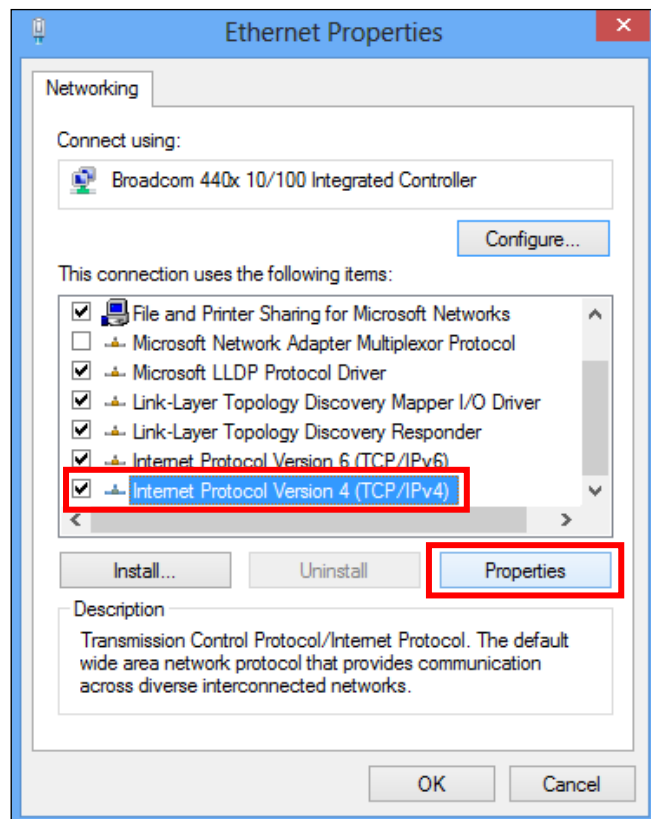 Ethernet Properties
Networking
Connect using:
Broadcom 440x 10/100 Integrated Controller
Configure...
This connection uses the following items:
File and Printer Sharing for Microsoft Networks
Microsoft Network Adapter Multiplexor Protocol
Microsoft LLDP Protocol Driver
Link-Layer Topology Discovery Mapper I/O Driver
Link-Layer Topology Discovery Responder
Internet Protocol Version 6 (TCP/IPv6)
Internet Protocol Version 4 (TCP/IPv4)
Install... Uninstall Properties
Description
Transmission Control Protocol/Internet Protocol. The default
wide area network protocol that provides communication
across diverse interconnected networks.
OK Cancel